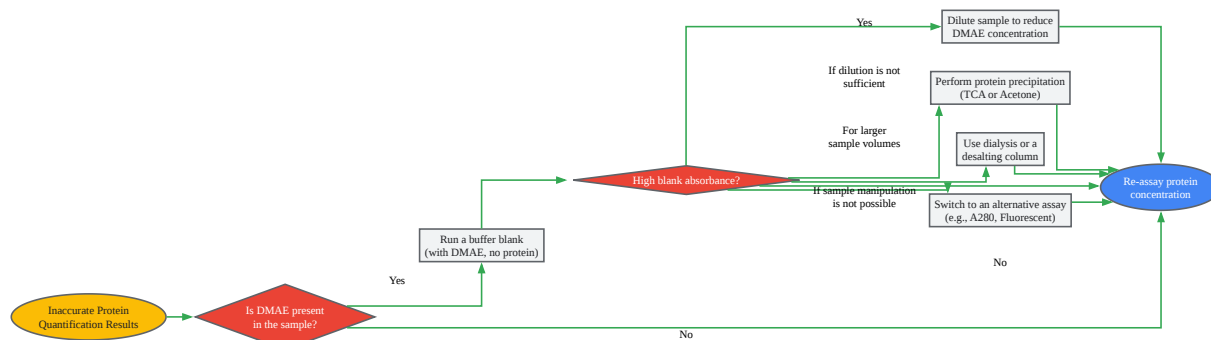 Yes
Dilute sample to reduce
DMAE concentration
If dilution is not
sufficient
Perform protein precipitation
(TCA or Acetone)
For larger
sample volumes
Use dialysis or a
desalting column
High blank absorbance?
Re-assay protein
concentration
If sample manipulation
is not possible
Switch to an alternative assay
(e.g., A280, Fluorescent)
Run a buffer blank
(with DMAE, no protein)
No
Yes
Inaccurate Protein
Quantification Results
Is DMAE present
in the sample?
No